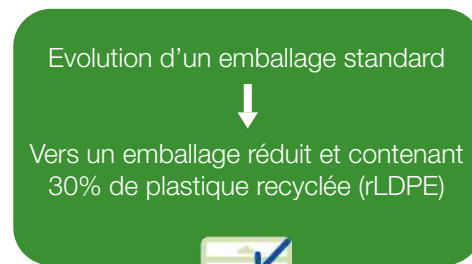 Evolution d’un emballage standard
Vers un emballage réduit et contenant
30% de plastique recyclée (rLDPE)